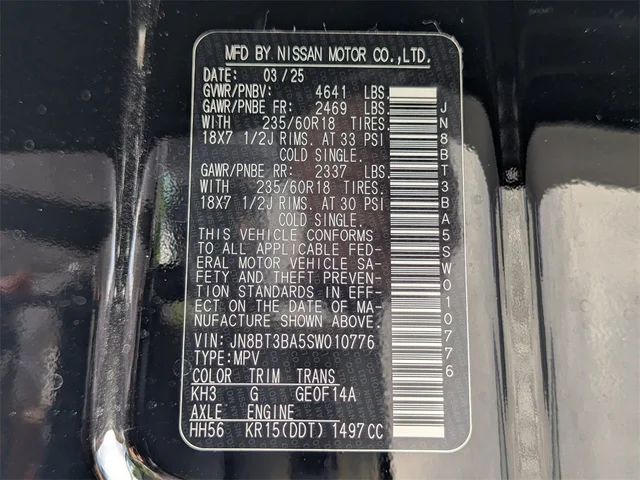 MFD BY NISSAN MOTOR CO.,LTD.
DATE: 03/25
GVWR/PNBV: 4641 LBS.
GAWR/PNBE FR: 2469 LBS.
WITH 235/60R18 TIRES.
18X7 1/2J RIMS. AT 33 PSI
COLD SINGLE.
GAWR/PNBE RR: 2337 LBS.
WITH 235/60R18 TIRES.
18X7 1/2J RIMS. AT 30 PSI
COLD SINGLE.
THIS VEHICLE CONFORMS
TO ALL APPLICABLE FED-
ERAL MOTOR VEHICLE SA-
FETY AND THEFT PREVEN-
TION STANDARDS IN EFF-
ECT ON THE DATE OF MA-
NUFACTURE SHOWN ABOVE.
VIN: JN8BT3BA5SW010776
TYPE: MPV
COLOR TRIM TRANS
KH3 G GE0F14A
AXLE ENGINE
HH56 KR15(DDT) 1497CC
JN8BT3BA5SW010776